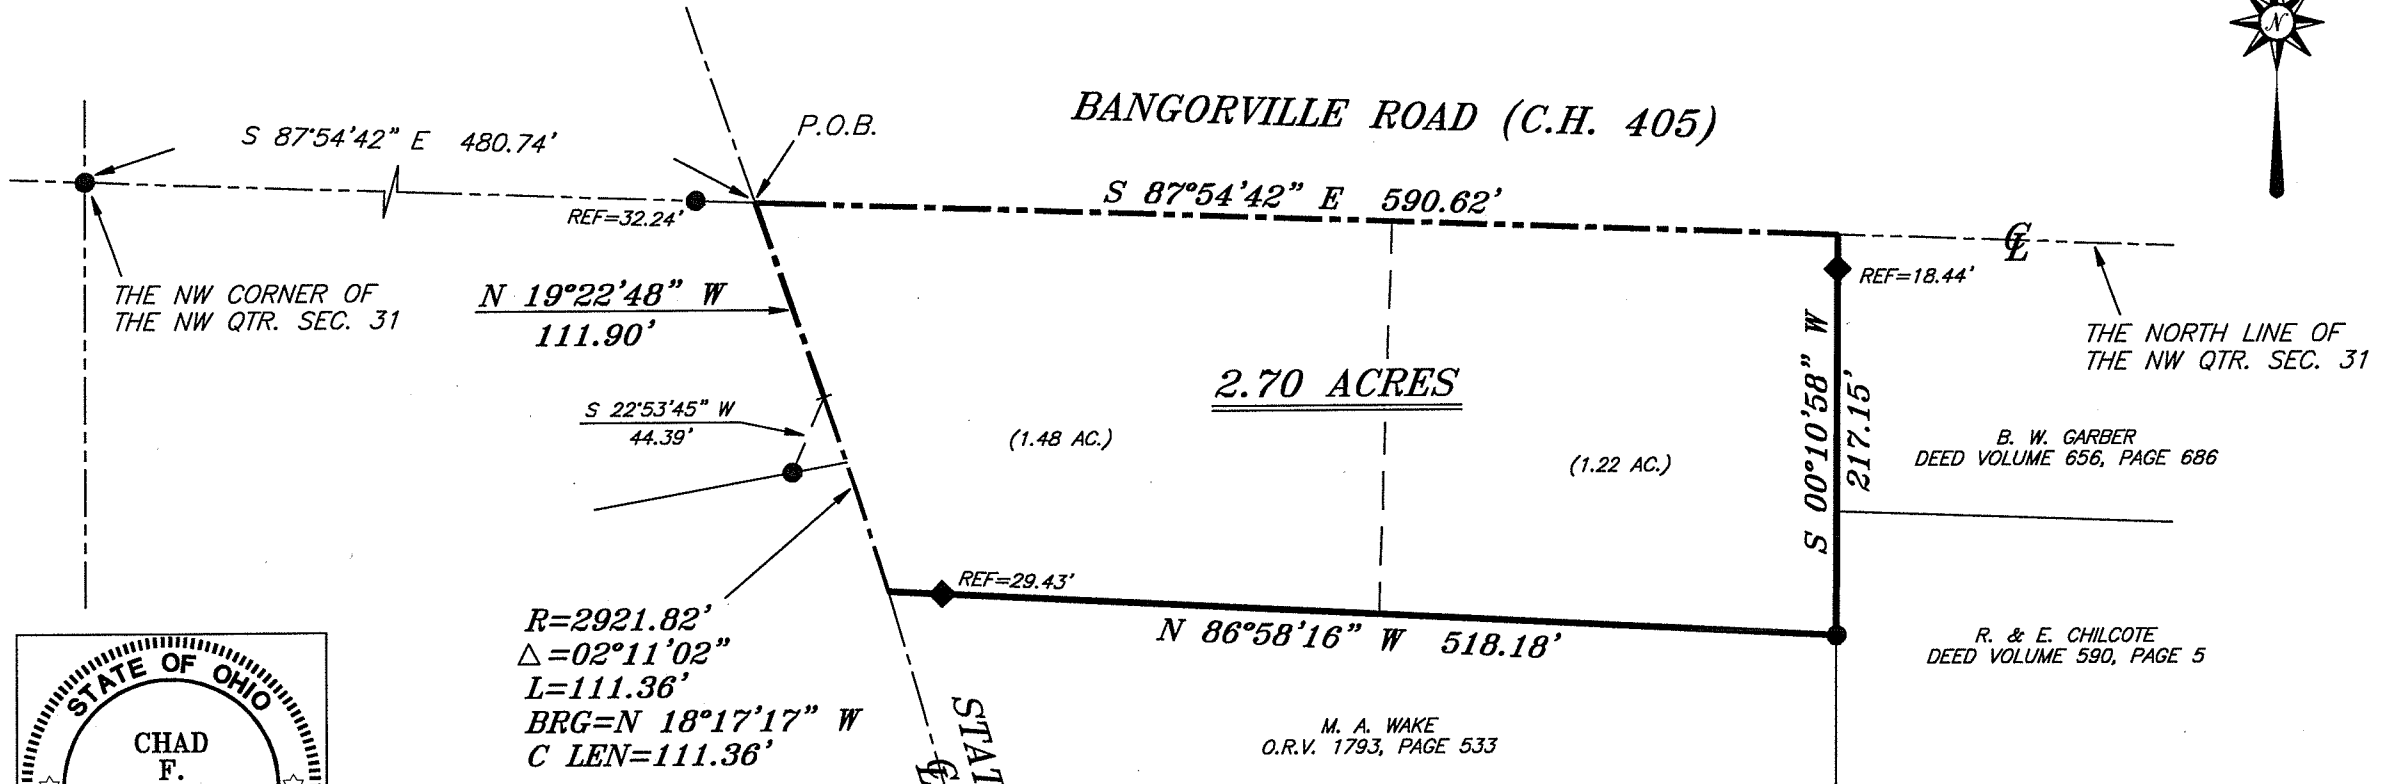 N
BANGORVILLE ROAD (C.H. 405)
S 87°54'42" E 480.74'
P.O.B.
S 87°54'42" E 590.62'
REF=32.24'
℄
REF=18.44'
THE NW CORNER OF
THE NW QTR. SEC. 31
N 19°22'48" W
111.90'
THE NORTH LINE OF
THE NW QTR. SEC. 31
2.70 ACRES
S 00°10'58" W
217.15'
S 22°53'45" W
44.39'
(1.48 AC.)
(1.22 AC.)
B. W. GARBER
DEED VOLUME 656, PAGE 686
REF=29.43'
R=2921.82'
△=02°11'02"
L=111.36'
BRG=N 18°17'17" W
C LEN=111.36'
N 86°58'16" W 518.18'
R. & E. CHILCOTE
DEED VOLUME 590, PAGE 5
M. A. WAKE
O.R.V. 1793, PAGE 533
STATE OF OHIO
CHAD
F.
℄
STAT